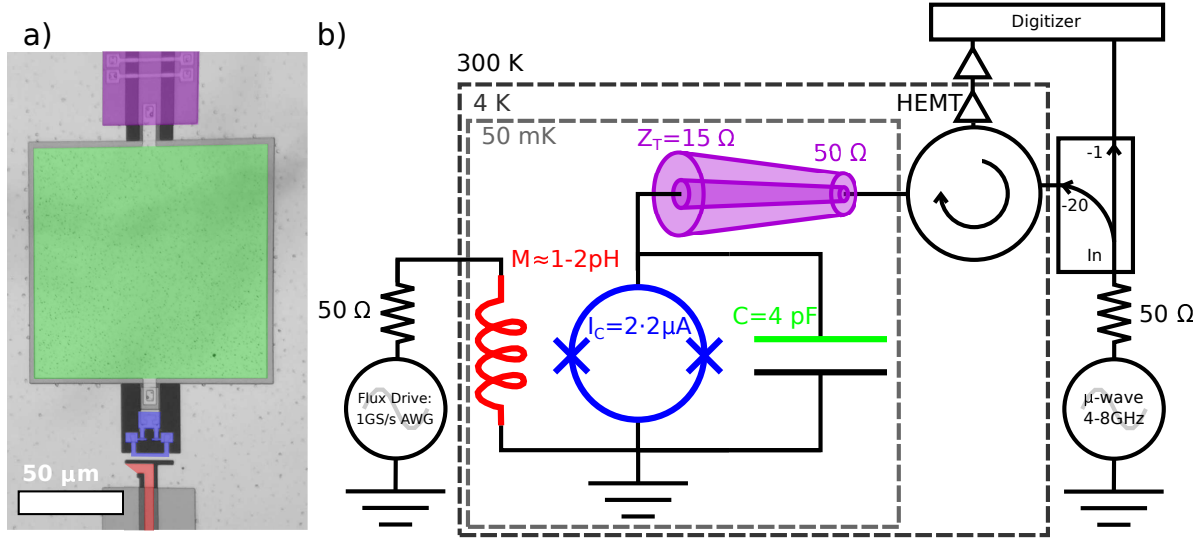 a)
50 μm
b)
Digitizer
300 K
4 K
50 mK
HEMT
Z_T=15 Ω
50 Ω
-1
-20
In
M≈1-2pH
50 Ω
I_C=2·2μA
C=4 pF
50 Ω
Flux Drive:
1GS/s AWG
μ-wave
4-8GHz